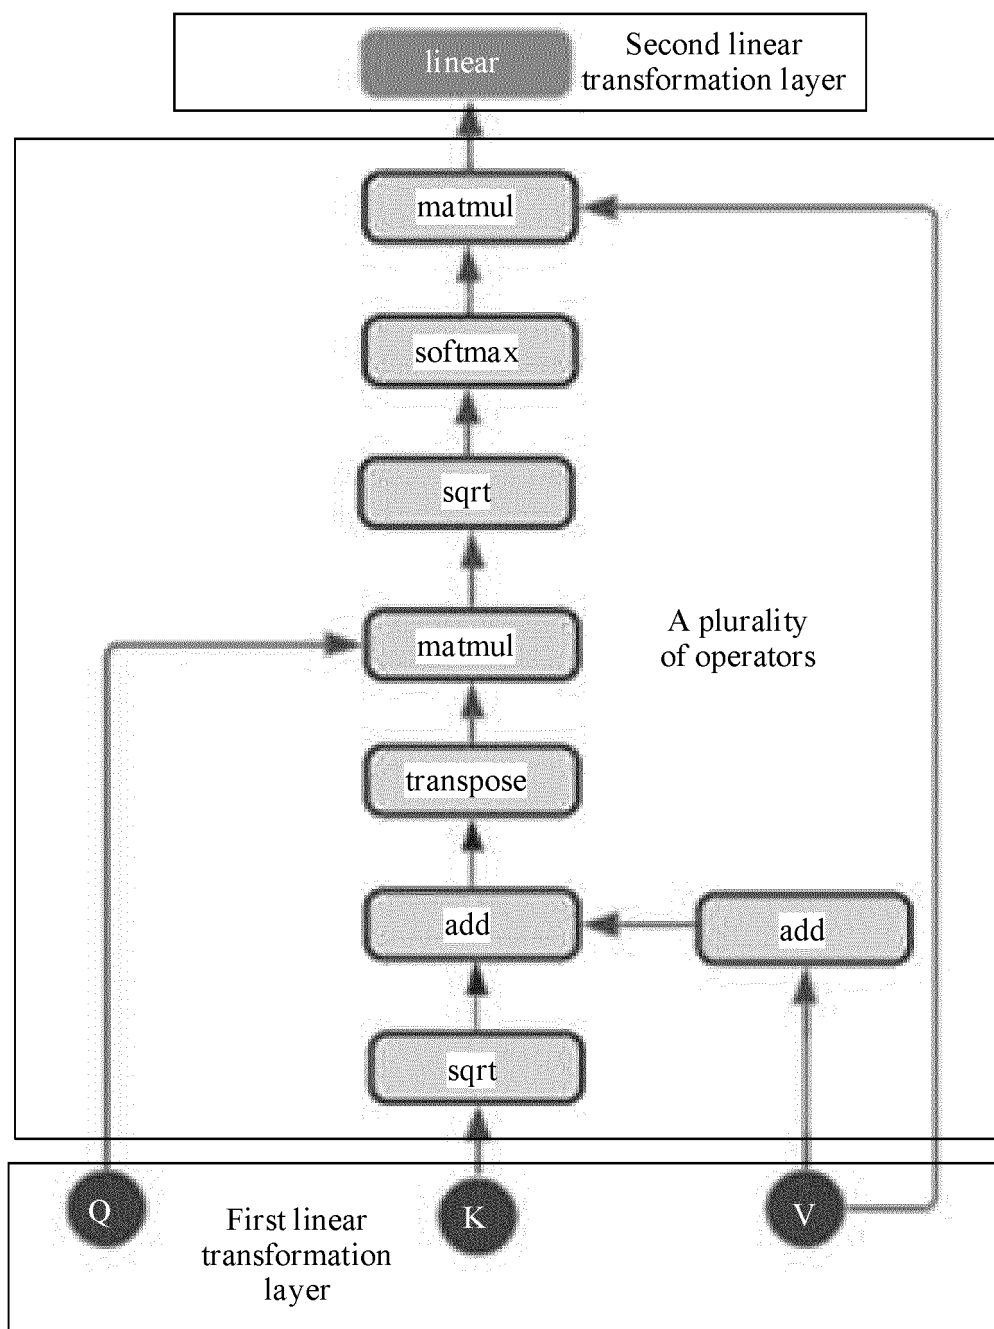 linear
Second linear
transformation layer
matmul
softmax
sqrt
matmul
A plurality
of operators
transpose
add
add
sqrt
Q
K
V
First linear
transformation
layer